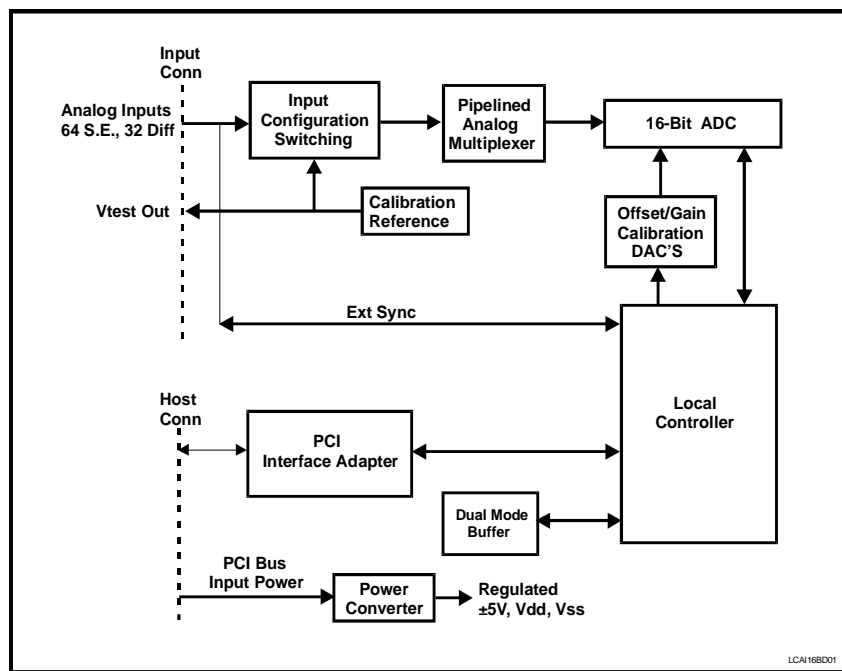 Input
Conn
Analog Inputs
64 S.E., 32 Diff
Input
Configuration
Switching
Pipelined
Analog
Multiplexer
16-Bit ADC
Vtest Out
Calibration
Reference
Offset/Gain
Calibration
DAC'S
Ext Sync
Local
Controller
Host
Conn
PCI
Interface Adapter
Dual Mode
Buffer
PCI Bus
Input Power
Power
Converter
Regulated
±5V, Vdd, Vss
LCAI16BD01